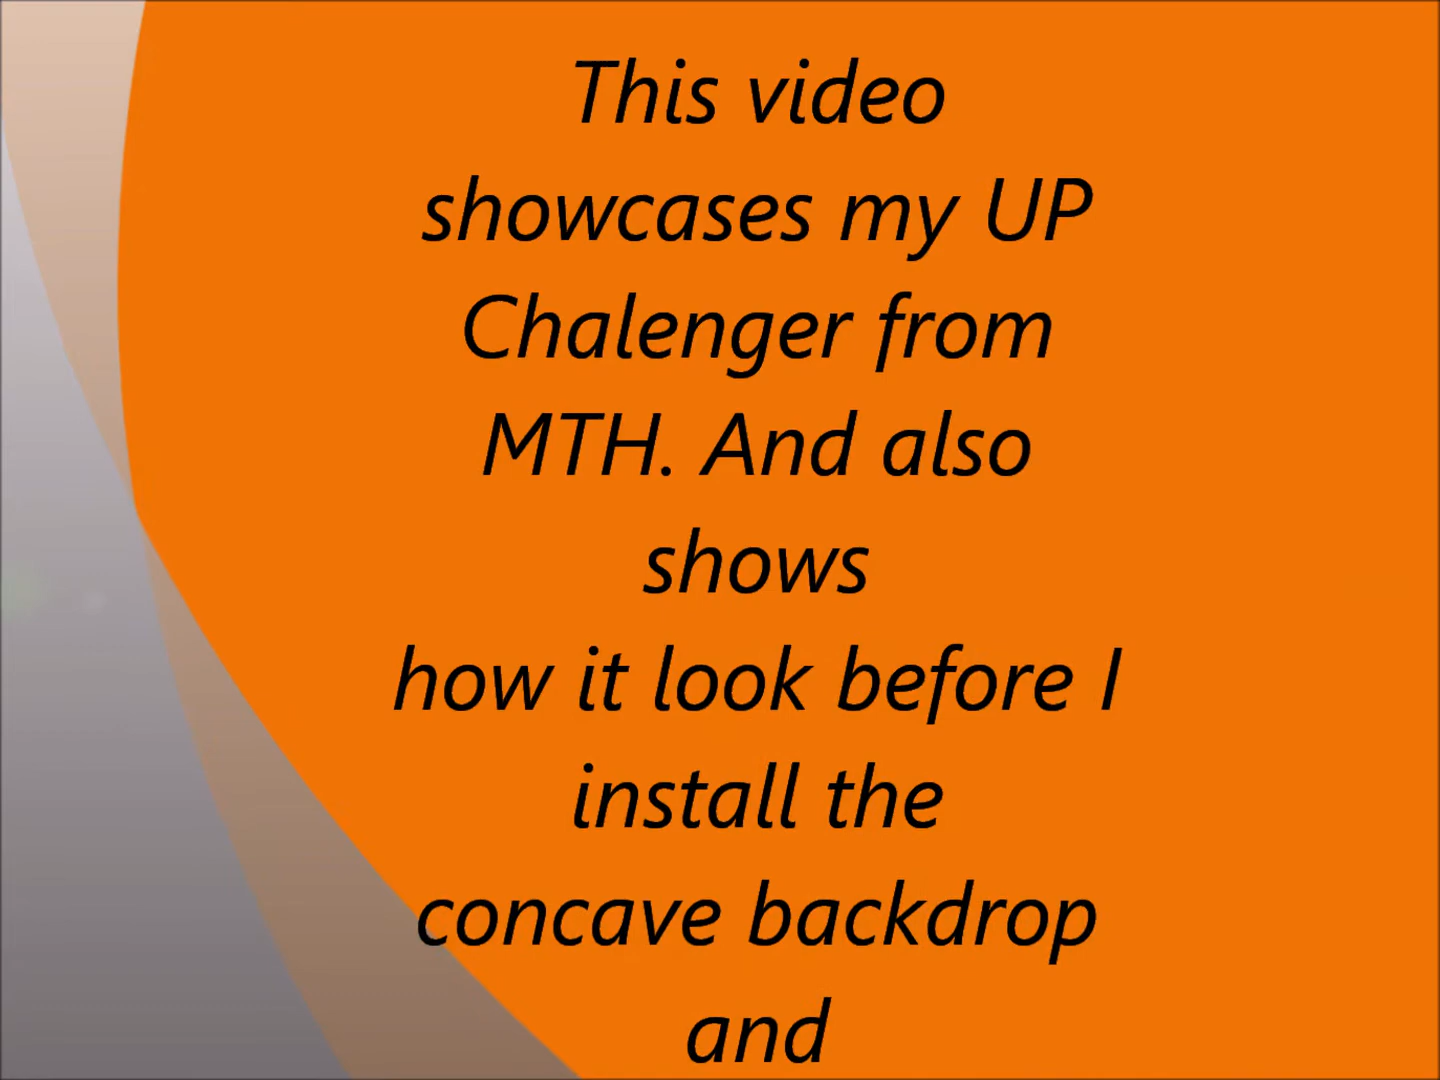 This video
showcases my UP
Chalenger from
MTH. And also
shows
how it look before I
install the
concave backdrop
and